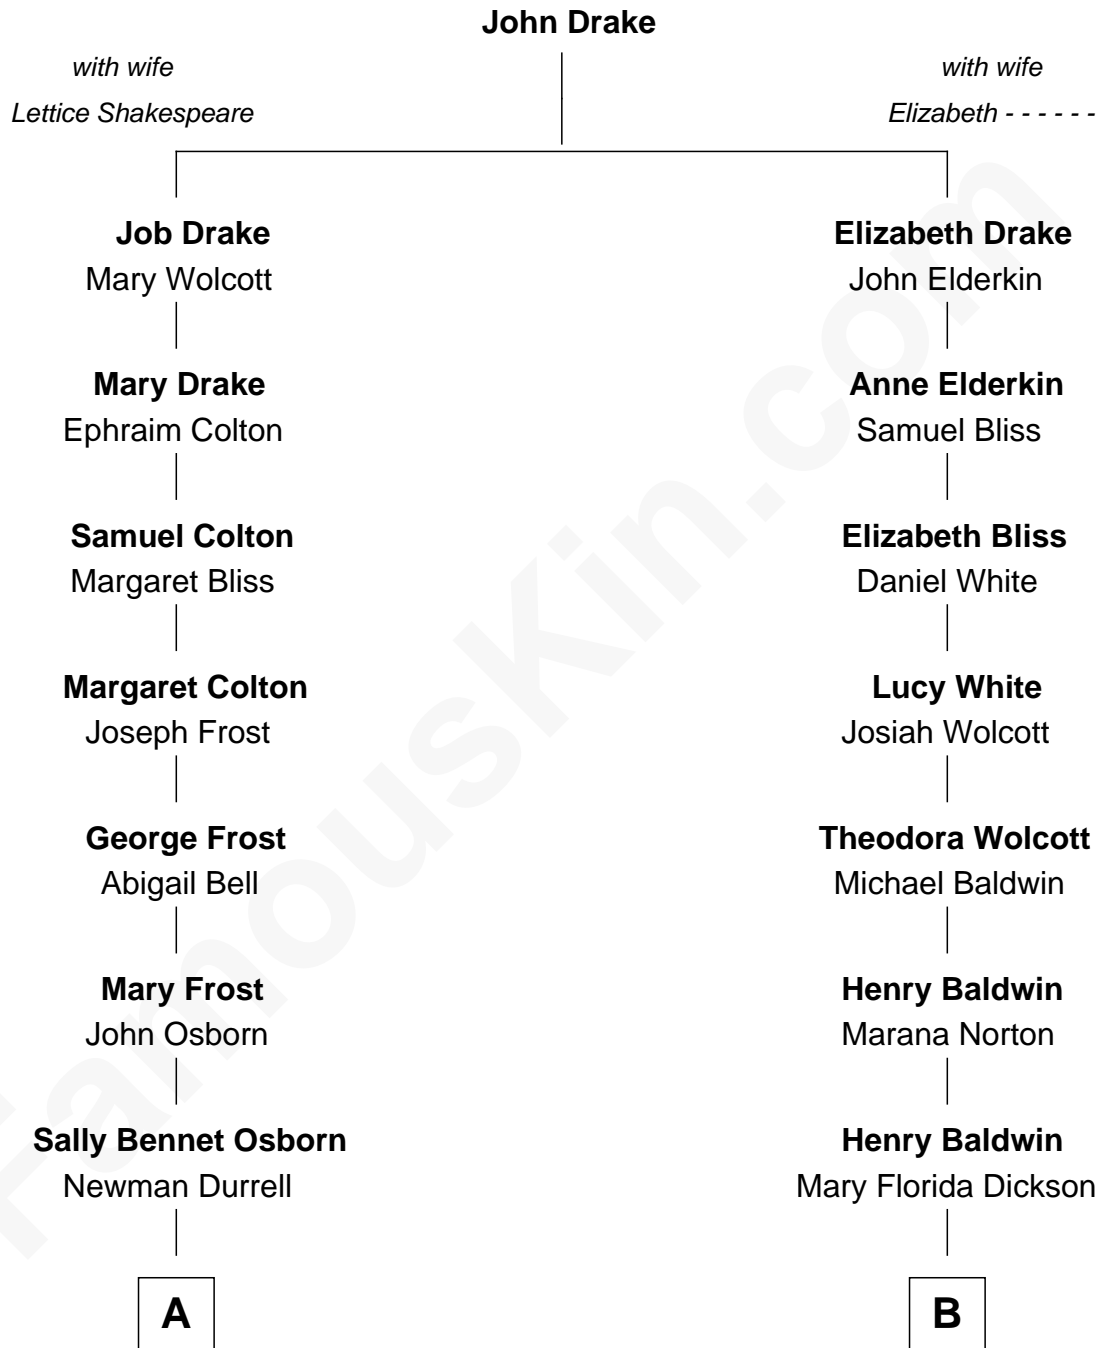 John Drake
with wife
Lettice Shakespeare
with wife
Elizabeth - - - - - -
Job Drake
Mary Wolcott
Elizabeth Drake
John Elderkin
Mary Drake
Ephraim Colton
Anne Elderkin
Samuel Bliss
Samuel Colton
Margaret Bliss
Elizabeth Bliss
Daniel White
Margaret Colton
Joseph Frost
Lucy White
Josiah Wolcott
George Frost
Abigail Bell
Theodora Wolcott
Michael Baldwin
Mary Frost
John Osborn
Henry Baldwin
Marana Norton
Sally Bennet Osborn
Newman Durrell
Henry Baldwin
Mary Florida Dickson
A
B
FamousKin.com